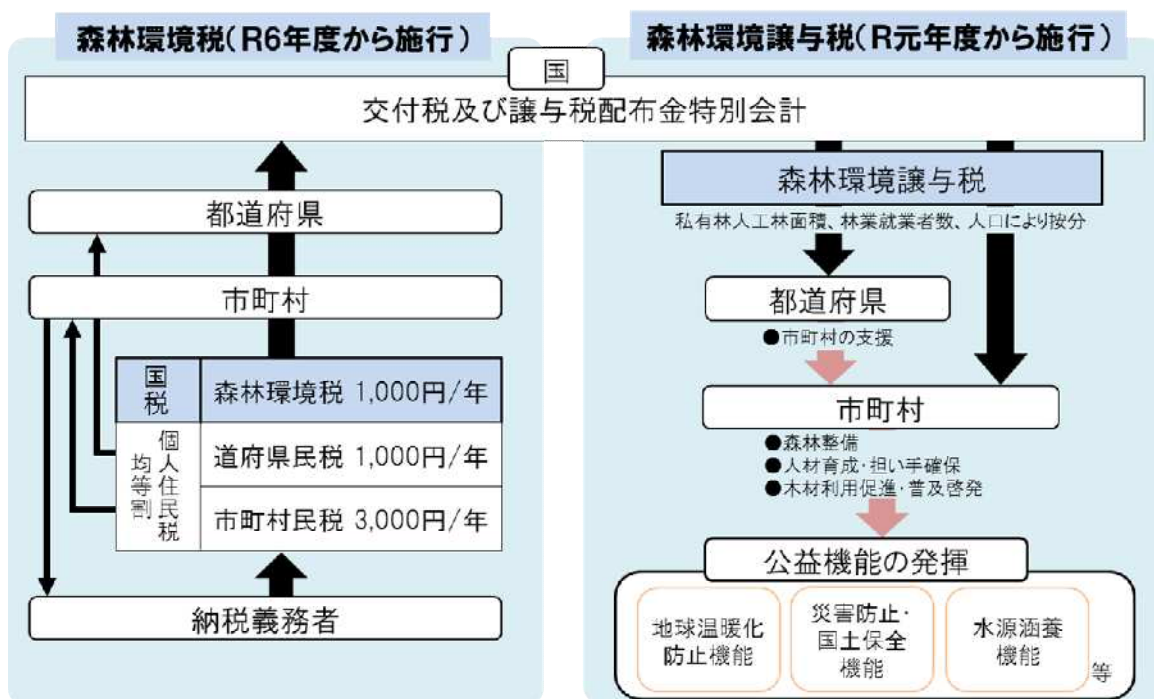 森林環境税(R6年度から施行)
森林環境譲与税(R元年度から施行)
国
交付税及び譲与税配布金特別会計
都道府県
市町村
国税
森林環境税 1,000円/年
個人住民税
均等割
道府県民税 1,000円/年
市町村民税 3,000円/年
納税義務者
森林環境譲与税
私有林人工林面積、林業就業者数、人口により按分
都道府県
●市町村の支援
市町村
●森林整備
●人材育成・担い手確保
●木材利用促進・普及啓発
公益機能の発揮
地球温暖化
防止機能
災害防止・
国土保全
機能
水源涵養
機能
等